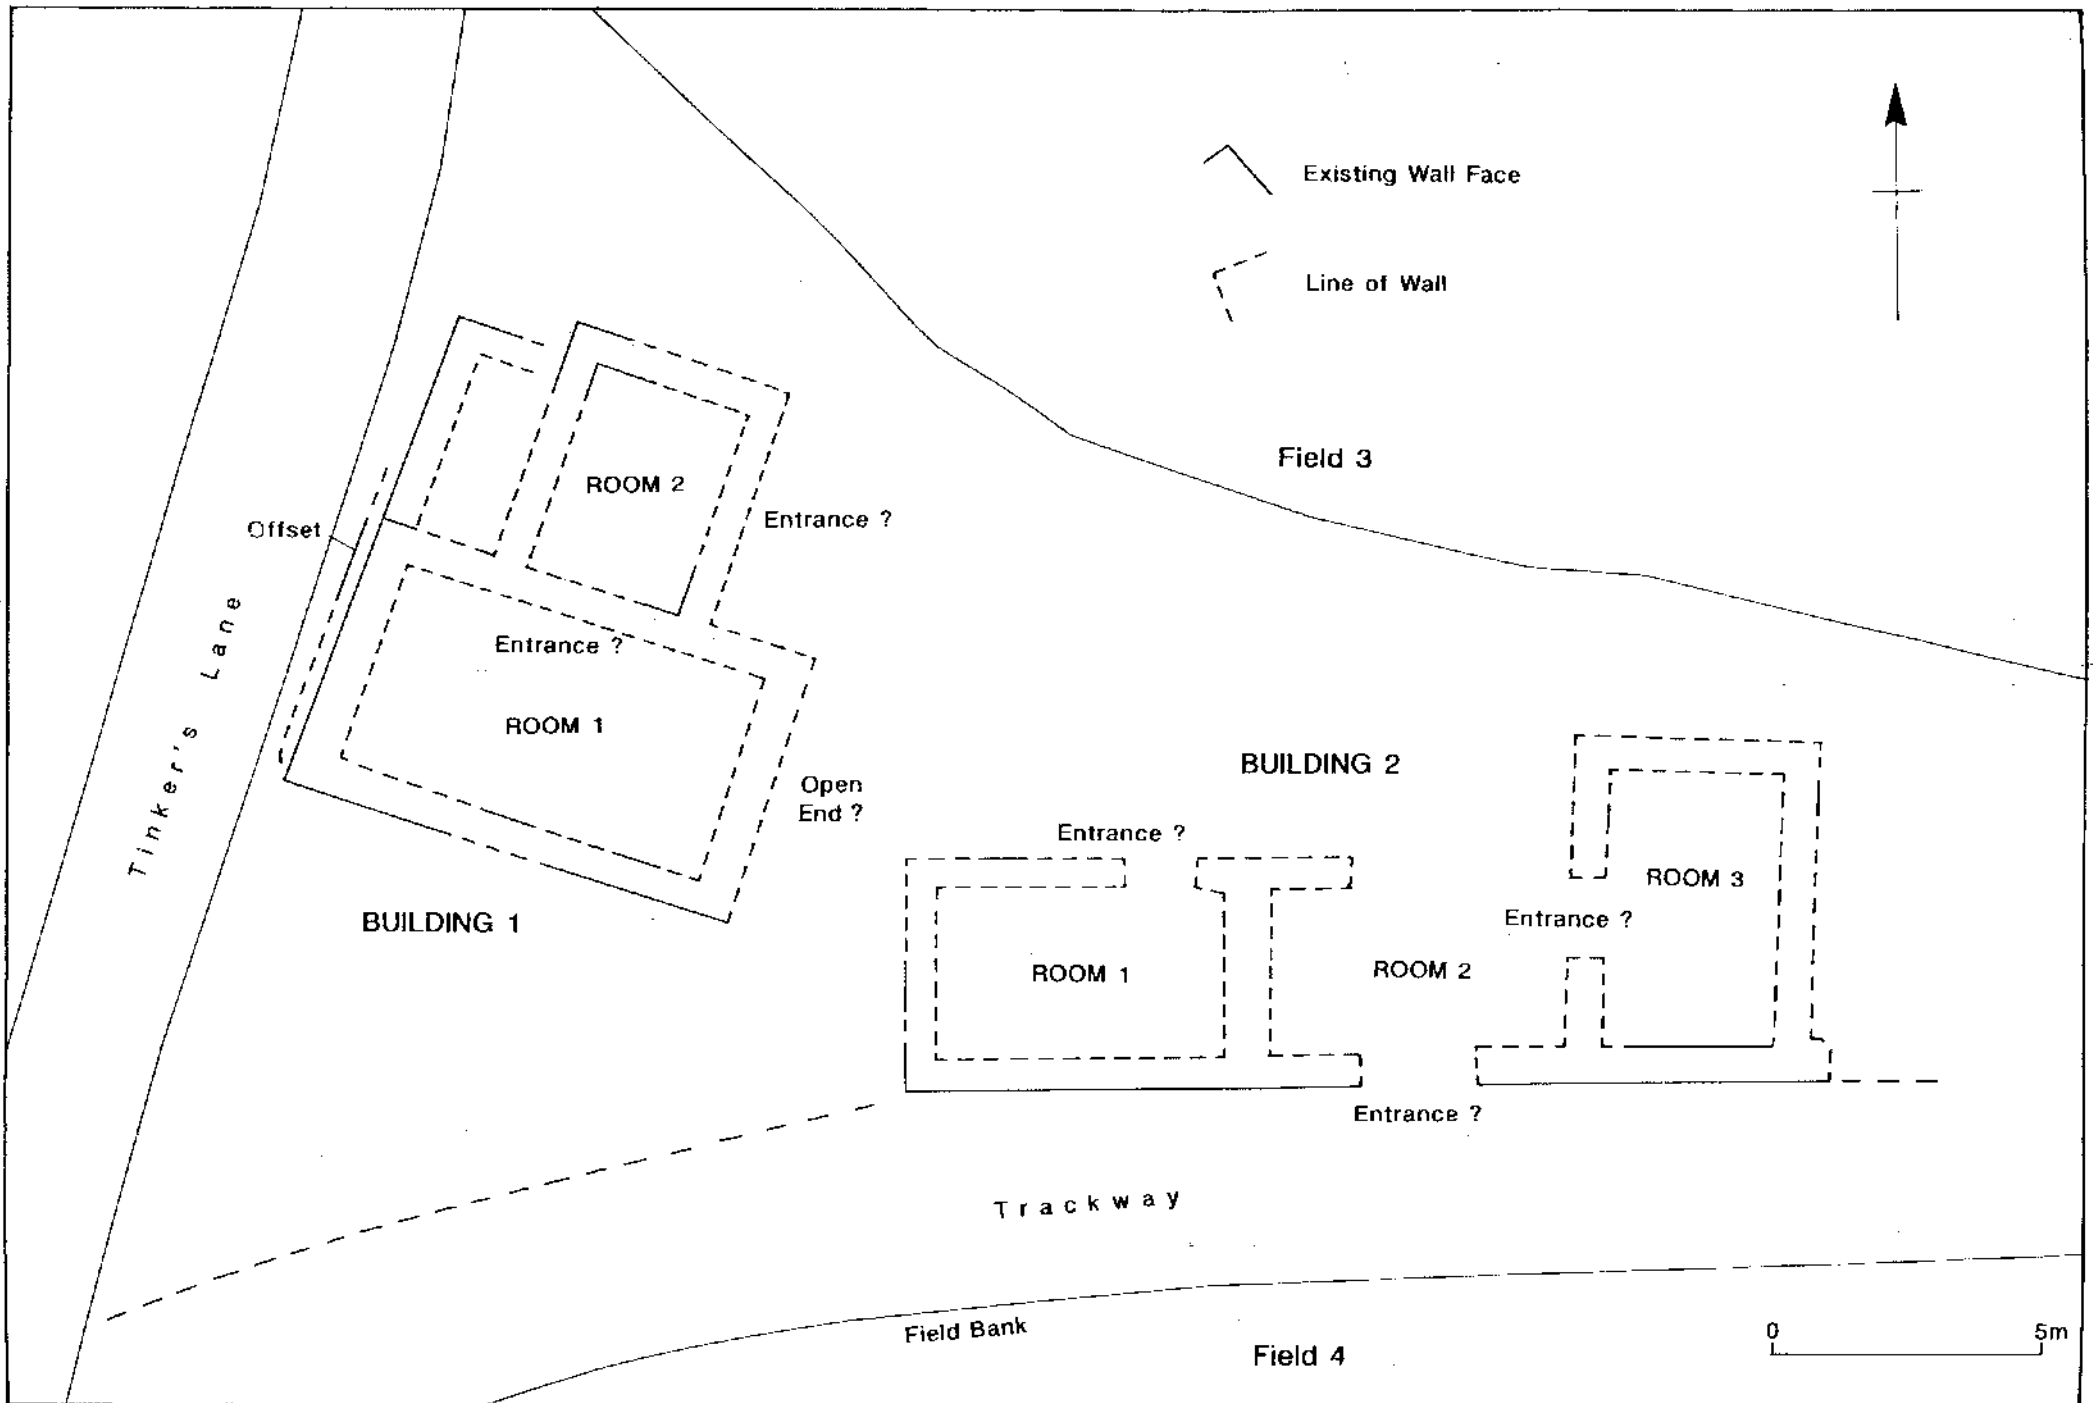 Existing Wall Face
Line of Wall
Field 3
ROOM 2
Entrance ?
Offset
Tinker's Lane
Entrance ?
ROOM 1
Open
End ?
BUILDING 1
BUILDING 2
Entrance ?
ROOM 3
Entrance ?
ROOM 1
ROOM 2
Entrance ?
Trackway
Field Bank
Field 4
0 5m